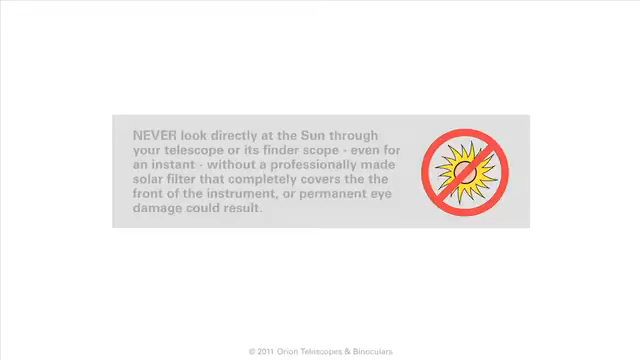 NEVER look directly at the Sun through
your telescope or its finder scope - even for
an instant - without a professionally made
solar filter that completely covers the the
front of the instrument, or permanent eye
damage could result.
© 2011 Orion Telescopes & Binoculars